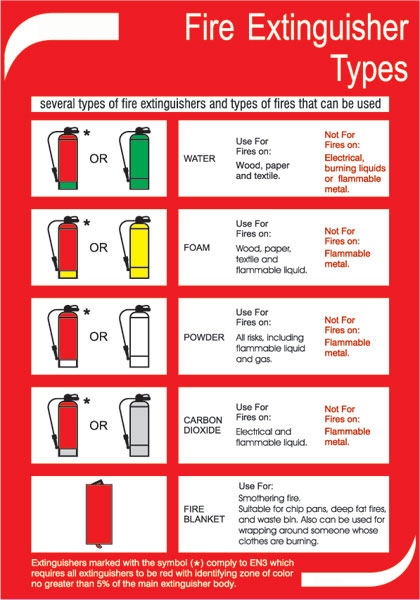 Fire Extinguisher
Types
several types of fire extinguishers and types of fires that can be used
* OR
WATER
Use For
Fires on:
Wood, paper
and textile.
Not For
Fires on:
Electrical,
burning liquids
or flammable
metal.
* OR
FOAM
Use For
Fires on:
Wood, paper,
textile and
flammable liquid.
Not For
Fires on:
Flammable
metal.
* OR
POWDER
Use For
Fires on:
All risks, including
flammable liquid
and gas.
Not For
Fires on:
Flammable
metal.
* OR
CARBON
DIOXIDE
Use For
Fires on:
Electrical and
flammable liquid.
Not For
Fires on:
Flammable
metal.
FIRE
BLANKET
Use For:
Smothering fire.
Suitable for chip pans, deep fat fires,
and waste bin. Also can be used for
wrapping around someone whose
clothes are burning.
Extinguishers marked with the symbol (*) comply to EN3 which
requires all extinguishers to be red with identifying zone of color
no greater than 5% of the main extinguisher body.